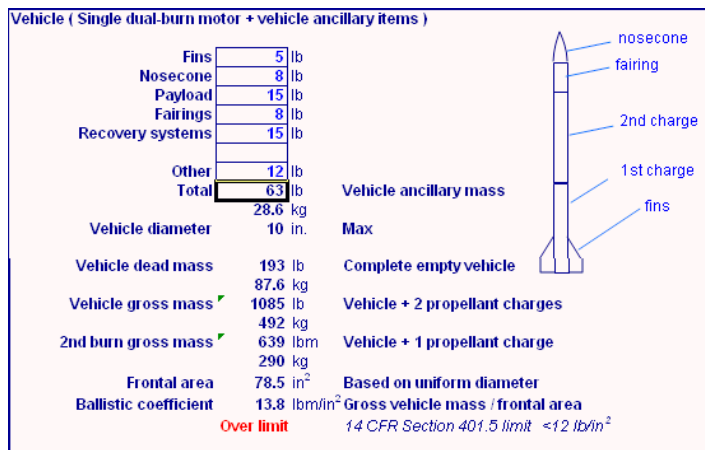 Vehicle ( Single dual-burn motor + vehicle ancillary items )
nosecone
Fins 5 lb
fairing
Nosecone 8 lb
Payload 15 lb
Fairings 8 lb
2nd charge
Recovery systems 15 lb
Other 12 lb
1st charge
Total 63 lb Vehicle ancillary mass
28.6 kg
fins
Vehicle diameter 10 in. Max
Vehicle dead mass 193 lb Complete empty vehicle
87.6 kg
Vehicle gross mass 1085 lb Vehicle + 2 propellant charges
492 kg
2nd burn gross mass 639 lbm Vehicle + 1 propellant charge
290 kg
Frontal area 78.5 in² Based on uniform diameter
Ballistic coefficient 13.8 lbm/in² Gross vehicle mass / frontal area
Over limit 14 CFR Section 401.5 limit <12 lb/in²